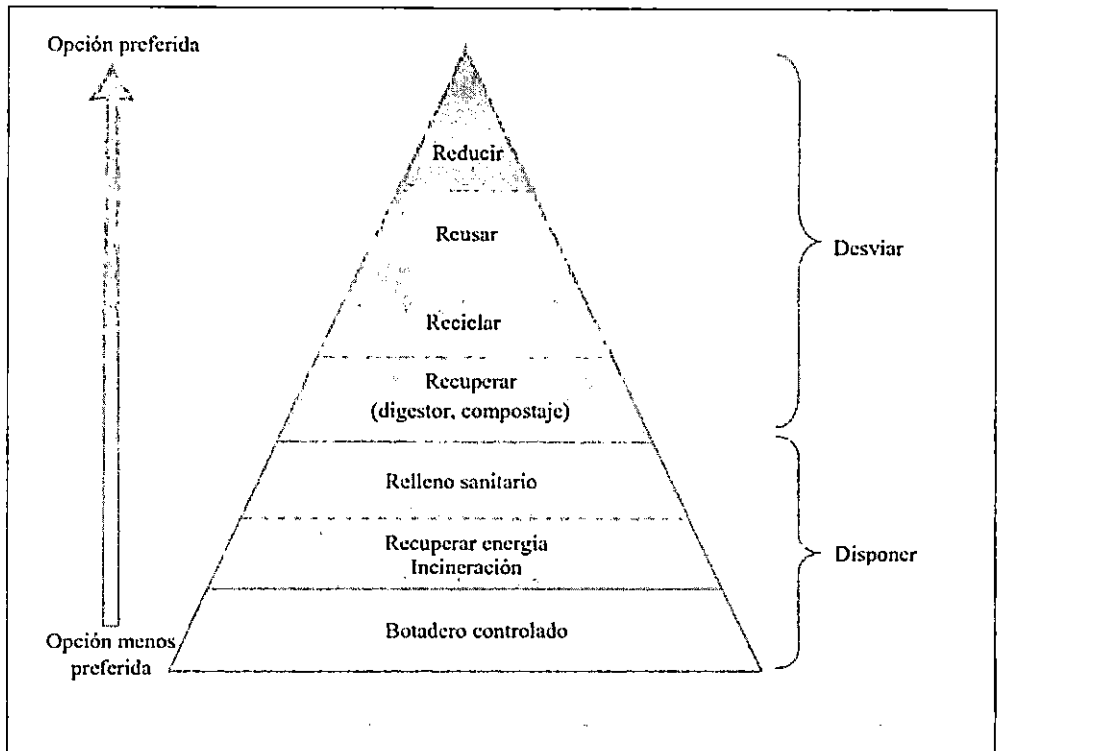 Opción preferida
Reducir
Reusar
Desviar
Reciclar
Recuperar
(digestor, compostaje)
Relleno sanitario
Recuperar energía
Incineración
Disponer
Botadero controlado
Opción menos
preferida